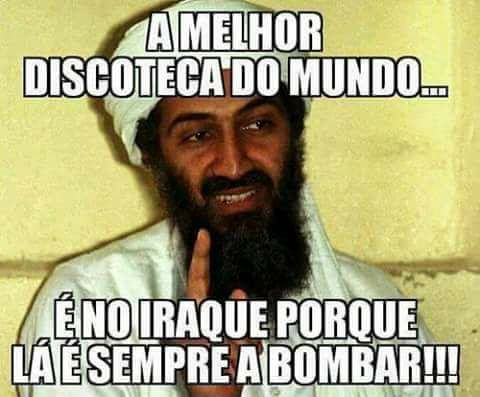 A MELHOR
DISCOTECA DO MUNDO...
É NO IRAQUE PORQUE
LÁ É SEMPRE A BOMBAR!!!